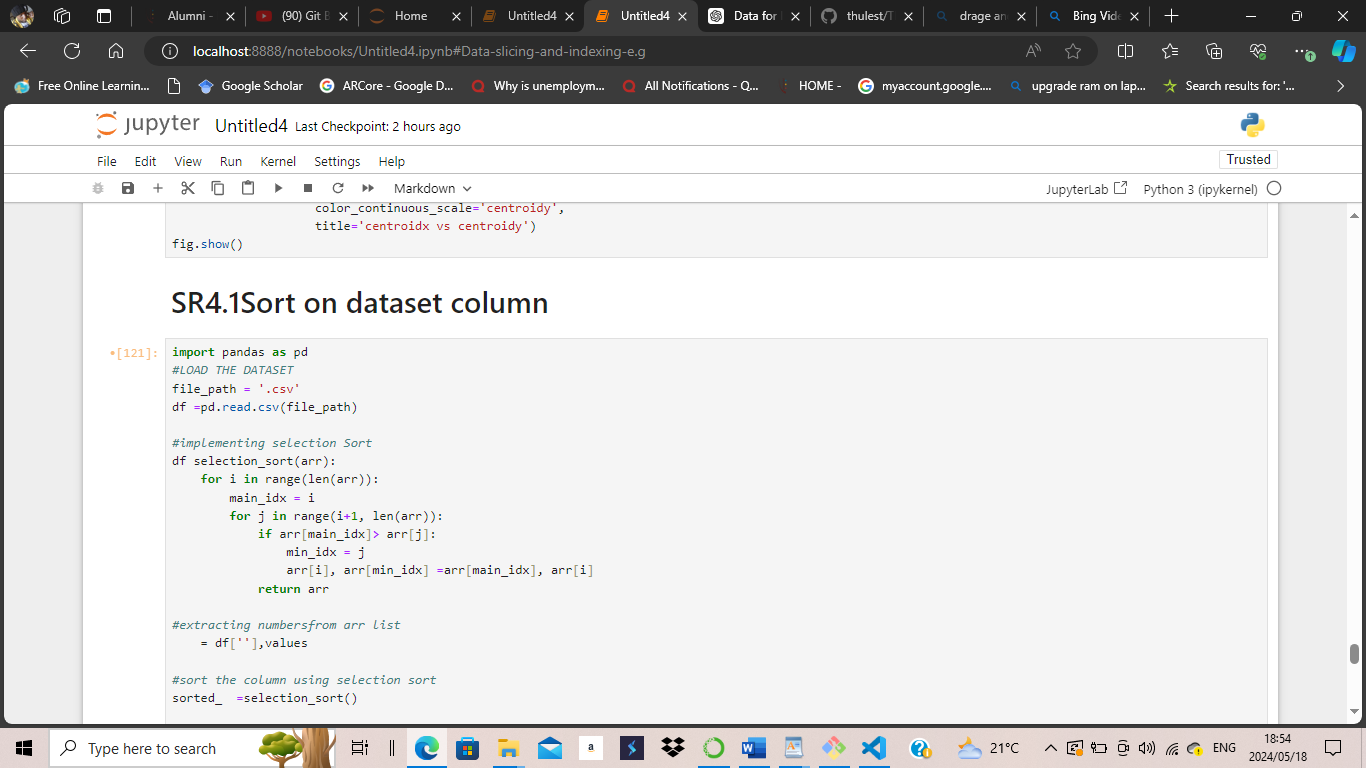 Alumni -
(90) Git B
Home
Untitled4
Untitled4
Data for
thulest/T
drage an
Bing Vide
localhost:8888/notebooks/Untitled4.ipynb#Data-slicing-and-indexing-e.g
Free Online Learnin...
Google Scholar
ARCore - Google D...
Why is unemploym...
All Notifications - Q...
HOME -
myaccount.google....
upgrade ram on lap...
Search results for: '...
jupyter Untitled4 Last Checkpoint: 2 hours ago
File Edit View Run Kernel Settings Help
Trusted
Markdown
JupyterLab
Python 3 (ipykernel)
color_continuous_scale='centroidy',
title='centroidx vs centroidy')
fig.show()
SR4.1Sort on dataset column
•[121]:
import pandas as pd
#LOAD THE DATASET
file_path = '.csv'
df =pd.read.csv(file_path)
#implementing selection Sort
df selection_sort(arr):
for i in range(len(arr)):
main_idx = i
for j in range(i+1, len(arr)):
if arr[main_idx]> arr[j]:
min_idx = j
arr[i], arr[min_idx] =arr[main_idx], arr[i]
return arr
#extracting numbersfrom arr list
= df[''],values
#sort the column using selection sort
sorted_  =selection_sort()
Type here to search
a
21°C
ENG
18:54
2024/05/18